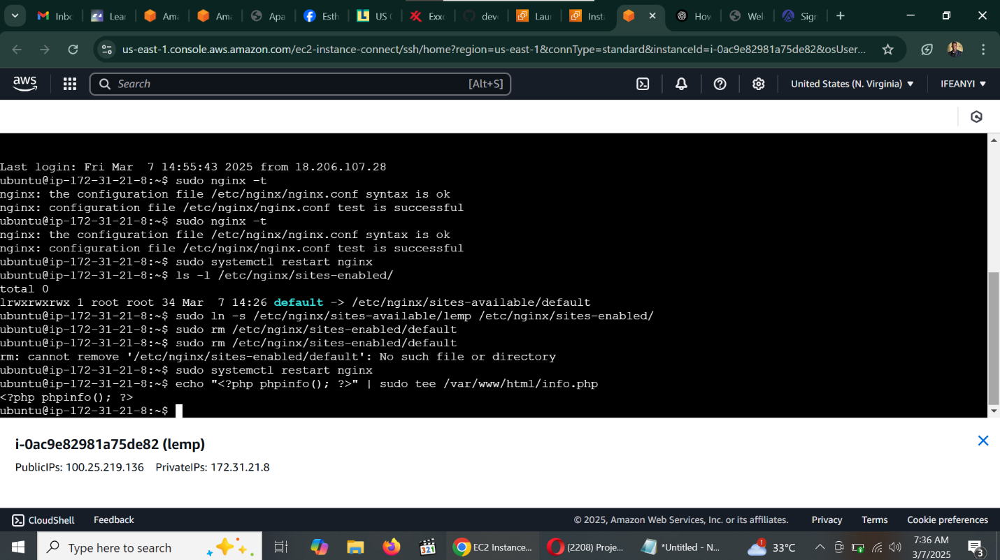 Inbo
Lear
Ama
Ama
Apa
Esth
US
Exxo
dev
Laun
Inst
How
Wel
Sign
us-east-1.console.aws.amazon.com/ec2-instance-connect/ssh/home?region=us-east-1&connType=standard&instanceId=i-0ac9e82981a75de82&osUser...
aws
Search
[Alt+S]
United States (N. Virginia) ▼
IFEANYI ▼
Last login: Fri Mar  7 14:55:43 2025 from 18.206.107.28
ubuntu@ip-172-31-21-8:~$ sudo nginx -t
nginx: the configuration file /etc/nginx/nginx.conf syntax is ok
nginx: configuration file /etc/nginx/nginx.conf test is successful
ubuntu@ip-172-31-21-8:~$ sudo nginx -t
nginx: the configuration file /etc/nginx/nginx.conf syntax is ok
nginx: configuration file /etc/nginx/nginx.conf test is successful
ubuntu@ip-172-31-21-8:~$ sudo systemctl restart nginx
ubuntu@ip-172-31-21-8:~$ ls -l /etc/nginx/sites-enabled/
total 0
lrwxrwxrwx 1 root root 34 Mar  7 14:26 default -> /etc/nginx/sites-available/default
ubuntu@ip-172-31-21-8:~$ sudo ln -s /etc/nginx/sites-available/lemp /etc/nginx/sites-enabled/
ubuntu@ip-172-31-21-8:~$ sudo rm /etc/nginx/sites-enabled/default
ubuntu@ip-172-31-21-8:~$ sudo rm /etc/nginx/sites-enabled/default
rm: cannot remove '/etc/nginx/sites-enabled/default': No such file or directory
ubuntu@ip-172-31-21-8:~$ sudo systemctl restart nginx
ubuntu@ip-172-31-21-8:~$ echo "<?php phpinfo(); ?>" | sudo tee /var/www/html/info.php
<?php phpinfo(); ?>
ubuntu@ip-172-31-21-8:~$
i-0ac9e82981a75de82 (lemp)
PublicIPs: 100.25.219.136 PrivateIPs: 172.31.21.8
CloudShell
Feedback
© 2025, Amazon Web Services, Inc. or its affiliates.
Privacy
Terms
Cookie preferences
Type here to search
321
EC2 Instance...
(2208) Proje...
*Untitled - N...
1
33°C
7:36 AM
3/7/2025
3